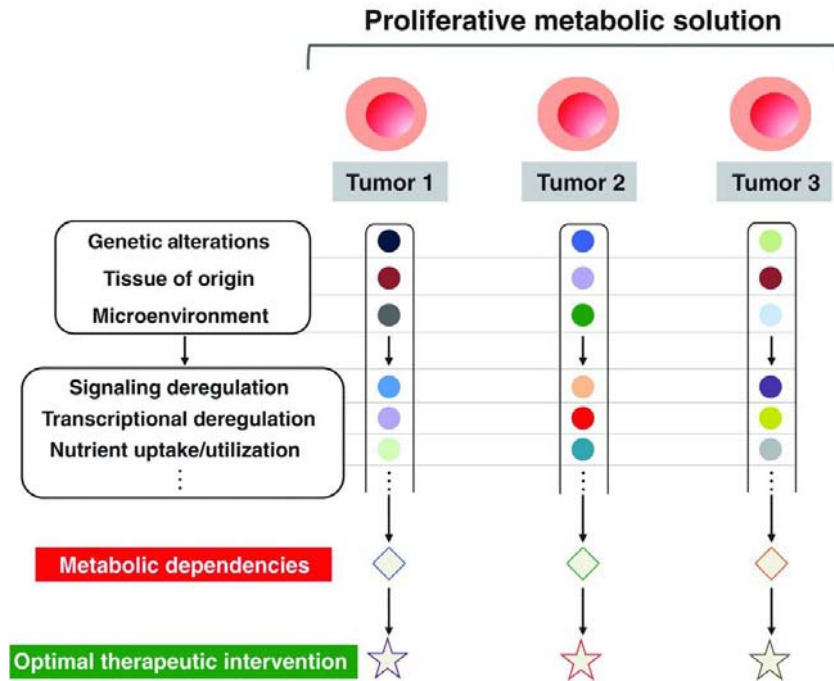 Proliferative metabolic solution
Tumor 1
Tumor 2
Tumor 3
Genetic alterations
Tissue of origin
Microenvironment
Signaling deregulation
Transcriptional deregulation
Nutrient uptake/utilization
Metabolic dependencies
Optimal therapeutic intervention